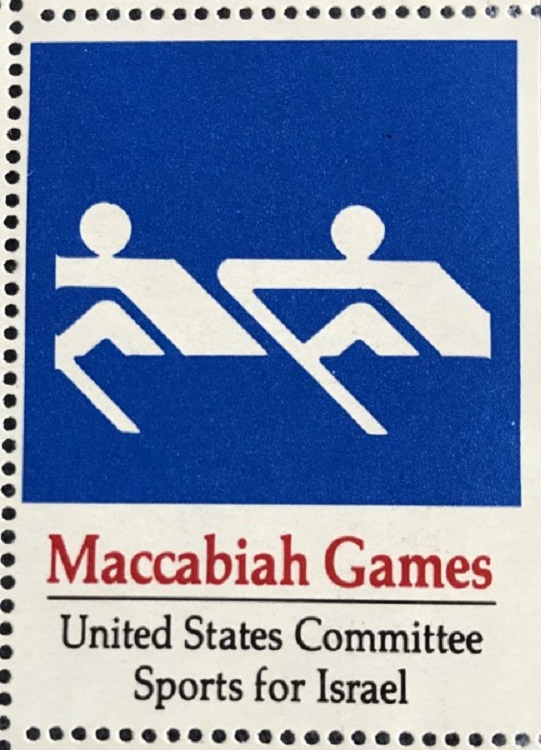 Maccabiah Games
United States Committee
Sports for Israel